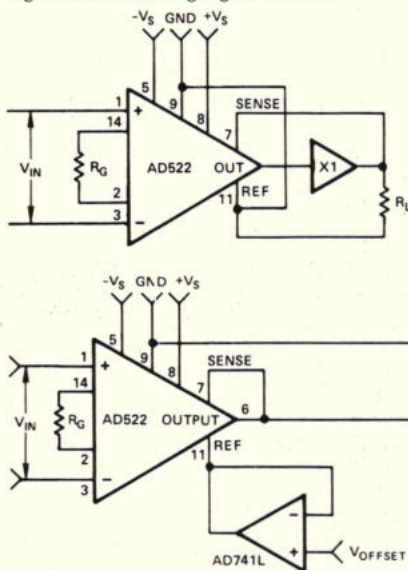 -VS GND +VS
5
9
8
SENSE
1
+
14
7
VIN
RG
AD522
OUT
X1
2
REF
RL
3
-
11
-VS GND +VS
5
9
8
SENSE
1
+
14
7
VIN
RG
AD522
OUTPUT
6
2
REF
11
3
-
-
AD741L
+
VOFFSET